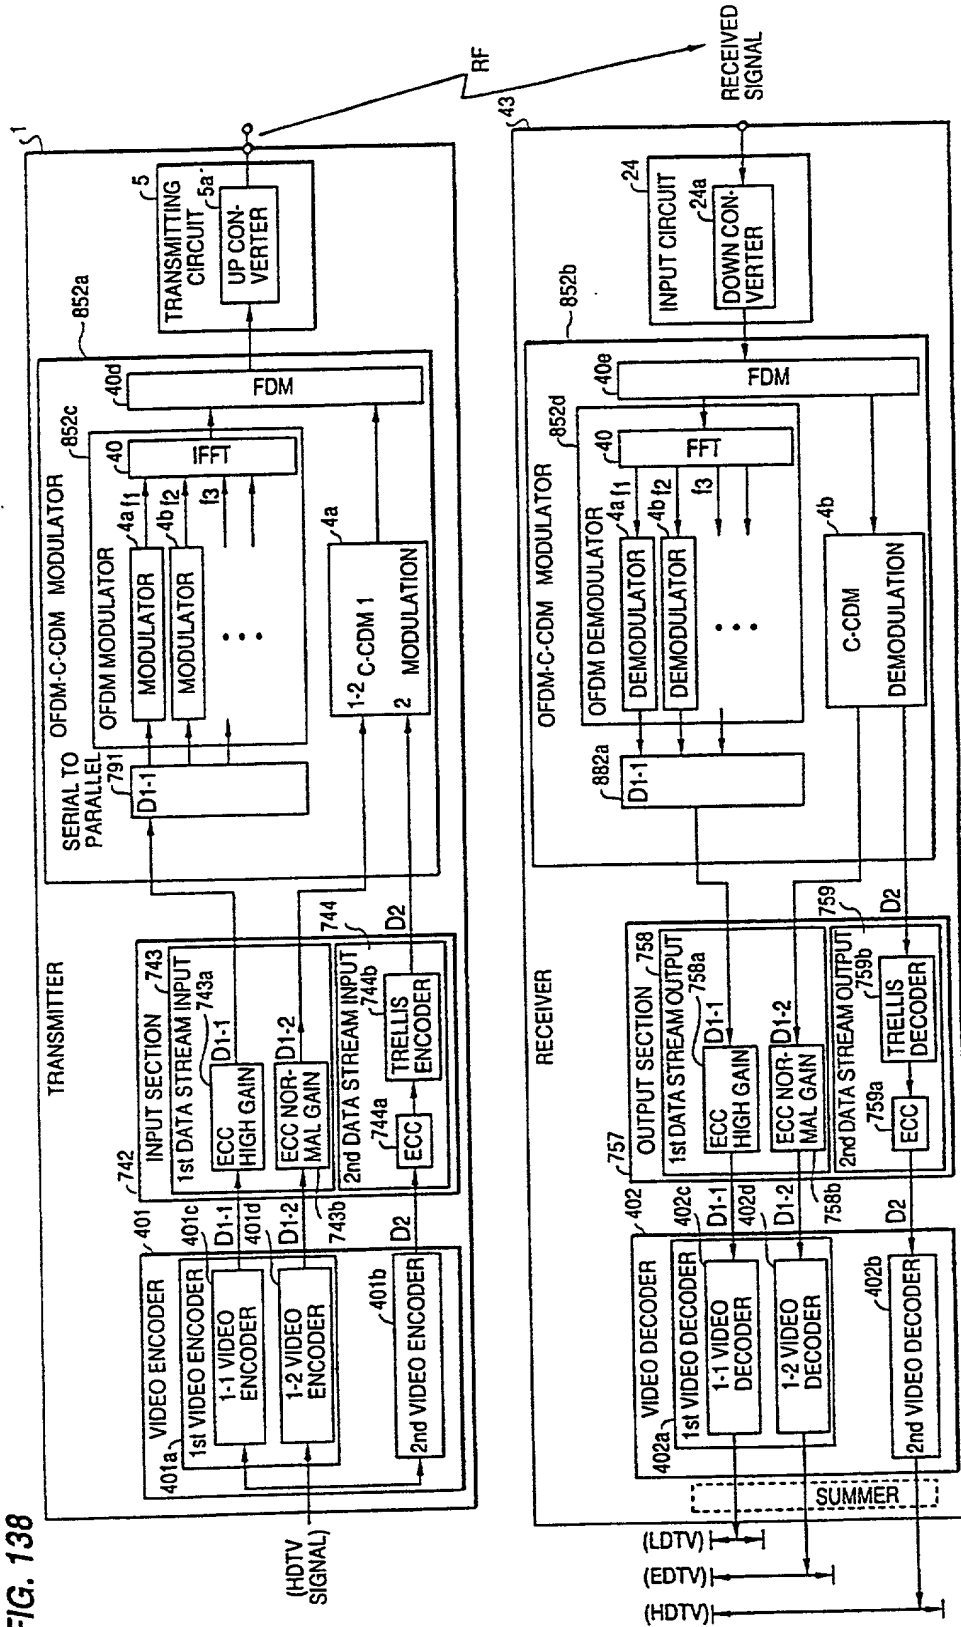 FIG. 138
TRANSMITTER
1
(HDTV
SIGNAL)
VIDEO ENCODER
401
401a
1st VIDEO ENCODER
401c
1-1 VIDEO
ENCODER
401d
1-2 VIDEO
ENCODER
401b
2nd VIDEO ENCODER
D1-1
D1-2
D2
742
INPUT SECTION
743
1st DATA STREAM INPUT
743a
ECC
HIGH GAIN
ECC NOR-
MAL GAIN
743b
D1-1
D1-2
744
2nd DATA STREAM INPUT
744a
ECC
744b
TRELLIS
ENCODER
D2
852a
OFDM-C-CDM MODULATOR
SERIAL TO
PARALLEL
791
D1-1
852c
OFDM MODULATOR
4a
MODULATOR
4b
MODULATOR
f1
f2
f3
40
IFFT
• • •
4a
1-2
C-CDM 1
2
MODULATION
40d
FDM
5
TRANSMITTING
CIRCUIT
5a
UP CON-
VERTER
RF
RECEIVED
SIGNAL
RECEIVER
43
24
INPUT CIRCUIT
24a
DOWN CON-
VERTER
852b
OFDM-C-CDM MODULATOR
40e
FDM
852d
OFDM DEMODULATOR
40
FFT
f1
f2
f3
4a
DEMODULATOR
4b
DEMODULATOR
• • •
4b
C-CDM
DEMODULATION
882a
D1-1
757
OUTPUT SECTION
758
1st DATA STREAM OUTPUT
758a
D1-1
ECC
HIGH GAIN
D1-2
ECC NOR-
MAL GAIN
758b
759
2nd DATA STREAM OUTPUT
D2
759b
TRELLIS
DECODER
759a
ECC
D1-1
D1-2
D2
402
VIDEO DECODER
402a
1st VIDEO DECODER
402c
1-1 VIDEO
DECODER
402d
1-2 VIDEO
DECODER
402b
2nd VIDEO DECODER
SUMMER
(LDTV)
(EDTV)
(HDTV)